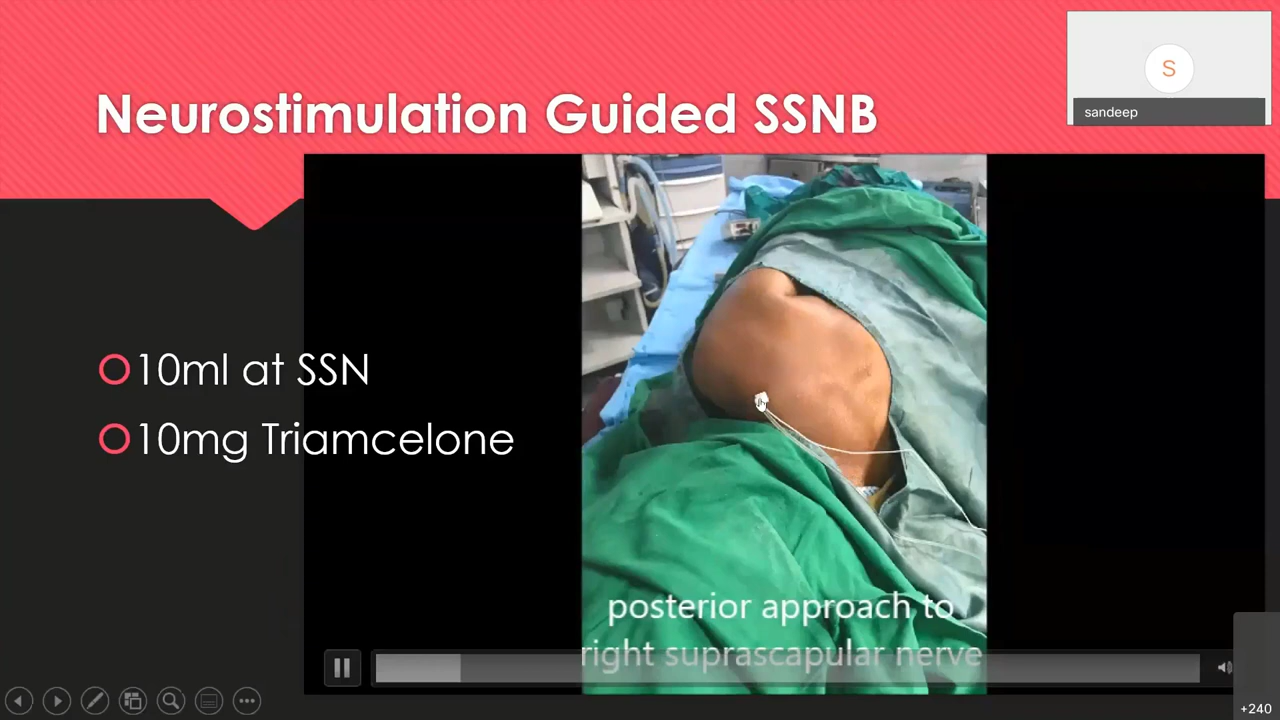 Neurostimulation Guided SSNB
S
sandeep
10ml at SSN
10mg Triamcelone
posterior approach to
right suprascapular nerve
+240